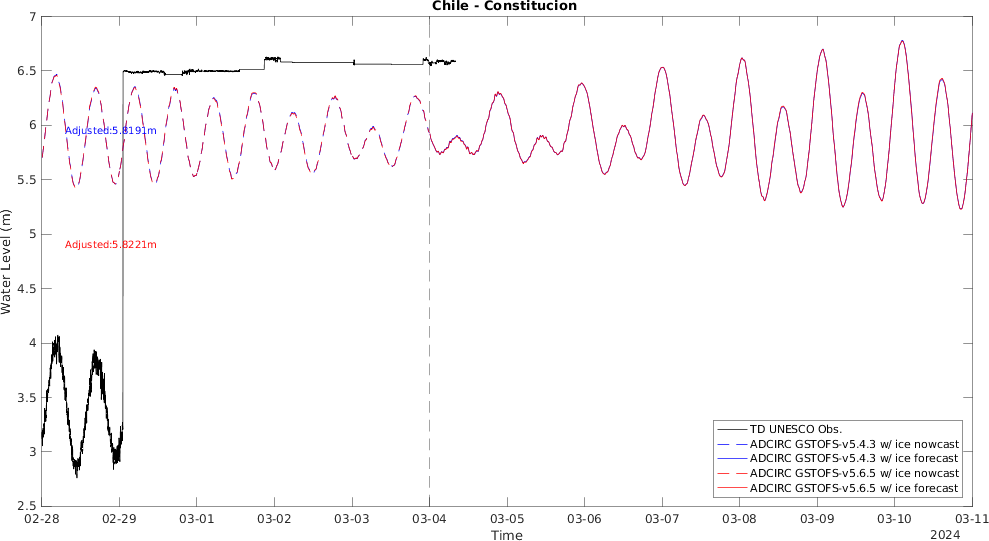 Chile - Constitucion
7
6.5
6
5.5
5
4.5
4
3.5
3
2.5
Water Level (m)
Adjusted:5.8191m
Adjusted:5.8221m
TD UNESCO Obs.
ADCIRC GSTOFS-v5.4.3 w/ ice nowcast
ADCIRC GSTOFS-v5.4.3 w/ ice forecast
ADCIRC GSTOFS-v5.6.5 w/ ice nowcast
ADCIRC GSTOFS-v5.6.5 w/ ice forecast
02-28 02-29 03-01 03-02 03-03 03-04 03-05 03-06 03-07 03-08 03-09 03-10 03-11
Time
2024